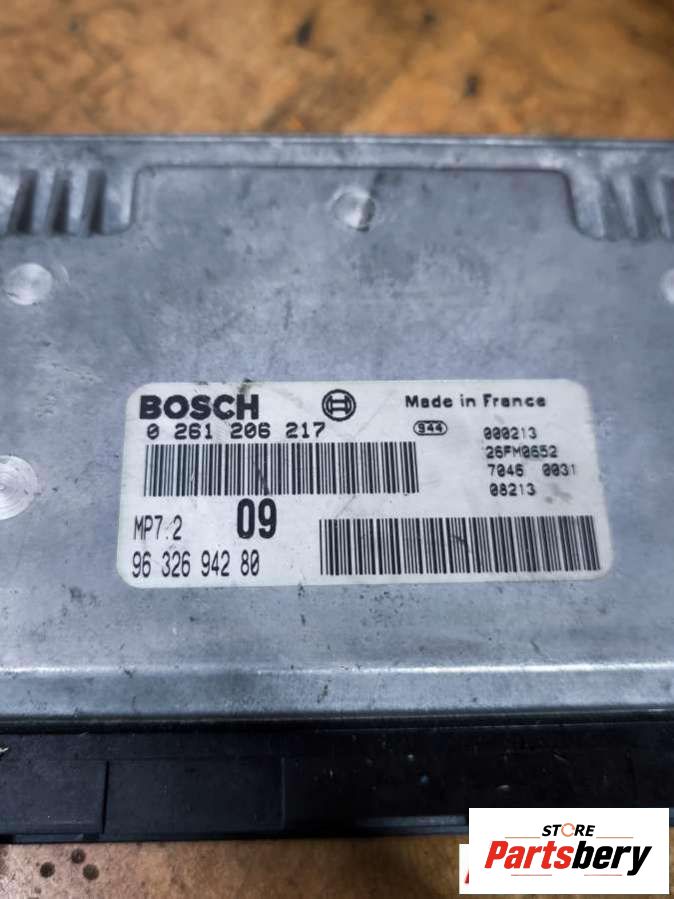 BOSCH
Made in France
0 261 206 217
944
000213
26FM0652
7046 0031
08213
MP7.2
09
96 326 942 80
STORE
Partsbery